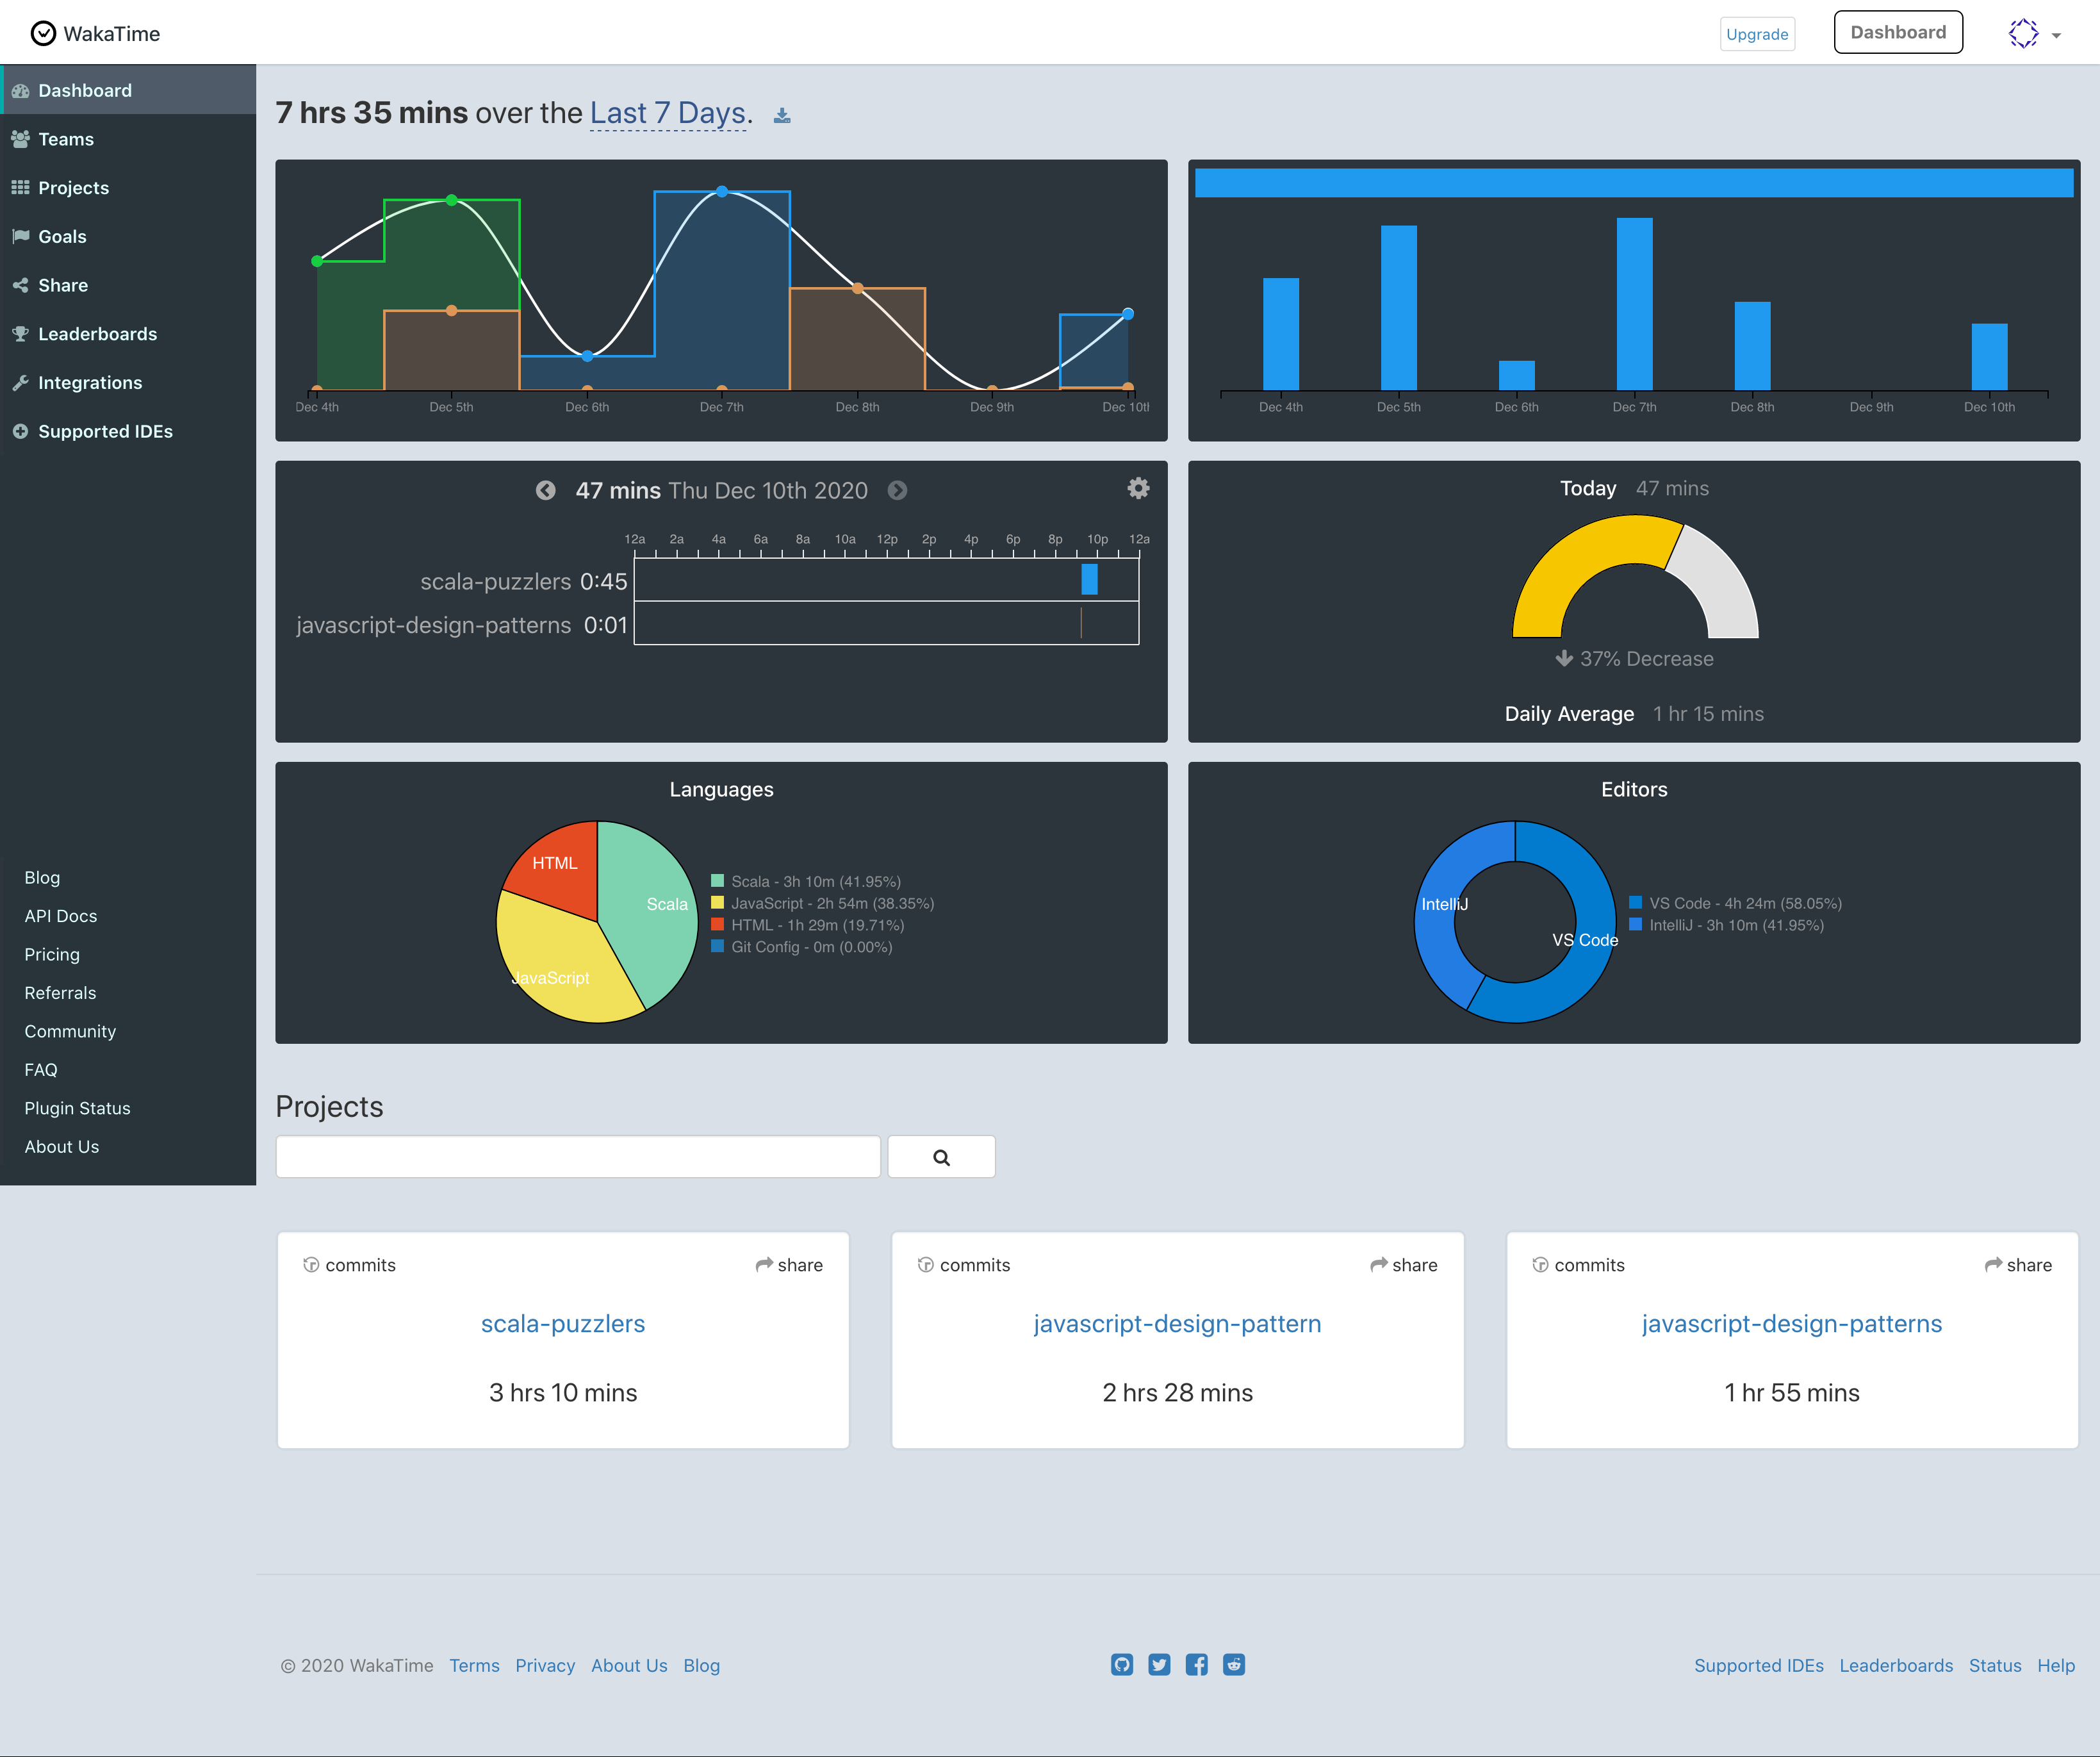 WakaTime
Upgrade
Dashboard
Dashboard
Teams
Projects
Goals
Share
Leaderboards
Integrations
Supported IDEs
Blog
API Docs
Pricing
Referrals
Community
FAQ
Plugin Status
About Us
7 hrs 35 mins over the Last 7 Days.
Dec 4th Dec 5th Dec 6th Dec 7th Dec 8th Dec 9th Dec 10tl
Dec 4th Dec 5th Dec 6th Dec 7th Dec 8th Dec 9th Dec 10th
47 mins Thu Dec 10th 2020
12a 2a 4a 6a 8a 10a 12p 2p 4p 6p 8p 10p 12a
scala-puzzlers 0:45
javascript-design-patterns 0:01
Today 47 mins
37% Decrease
Daily Average 1 hr 15 mins
Languages
HTML
Scala
JavaScript
Scala - 3h 10m (41.95%)
JavaScript - 2h 54m (38.35%)
HTML - 1h 29m (19.71%)
Git Config - 0m (0.00%)
Editors
IntelliJ
VS Code
VS Code - 4h 24m (58.05%)
IntelliJ - 3h 10m (41.95%)
Projects
commits share
scala-puzzlers
3 hrs 10 mins
commits share
javascript-design-pattern
2 hrs 28 mins
commits share
javascript-design-patterns
1 hr 55 mins
© 2020 WakaTime Terms Privacy About Us Blog
Supported IDEs Leaderboards Status Help